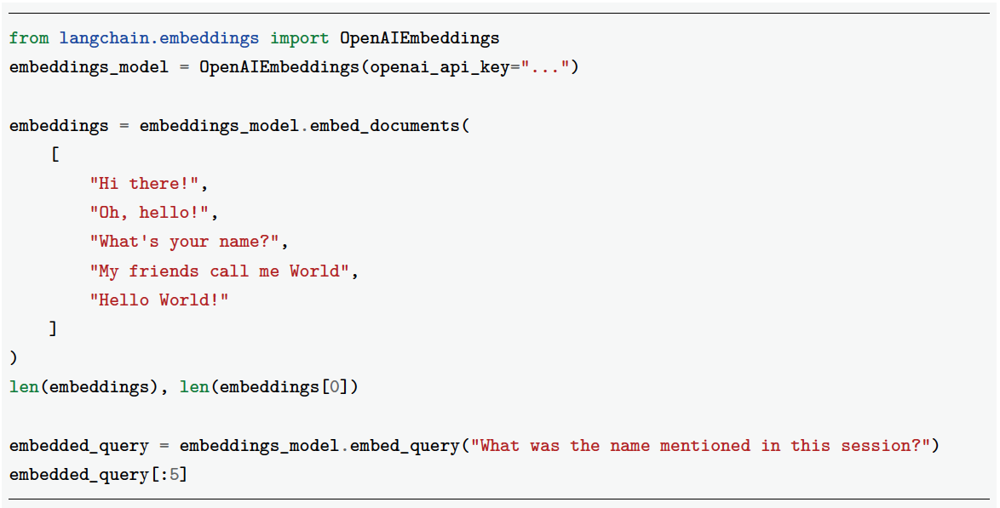 from langchain.embeddings import OpenAIEmbeddings
embeddings_model = OpenAIEmbeddings(openai_api_key="...")

embeddings = embeddings_model.embed_documents(
    [
        "Hi there!",
        "Oh, hello!",
        "What's your name?",
        "My friends call me World",
        "Hello World!"
    ]
)
len(embeddings), len(embeddings[0])

embedded_query = embeddings_model.embed_query("What was the name mentioned in this session?")
embedded_query[:5]